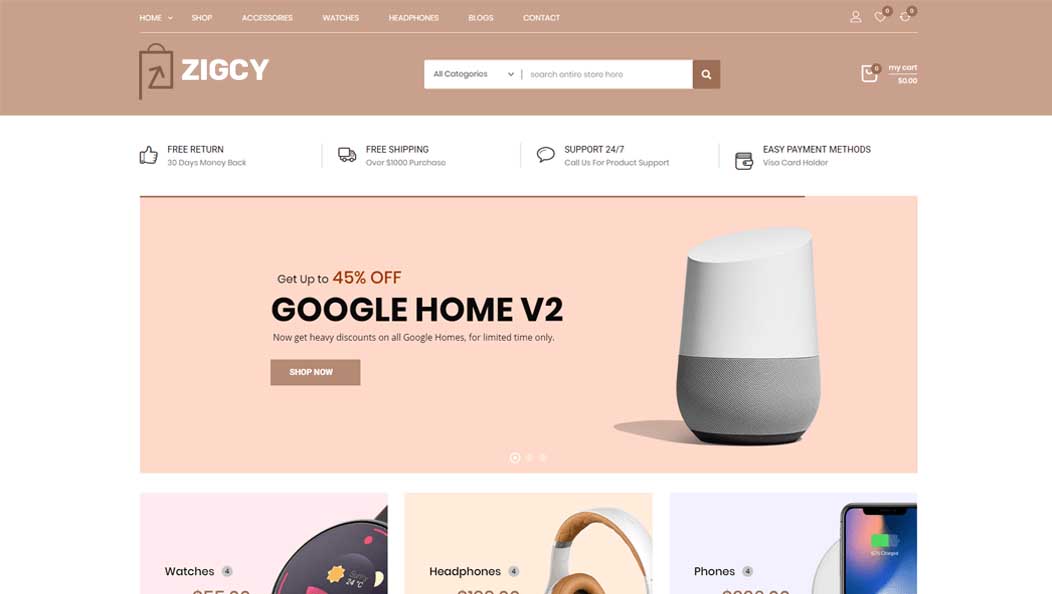 HOME SHOP ACCESSORIES WATCHES HEADPHONES BLOGS CONTACT
0 0
ZIGCY
All Categories search entire store here
0 my cart
$0.00
FREE RETURN
30 Days Money Back
FREE SHIPPING
Over $1000 Purchase
SUPPORT 24/7
Call Us For Product Support
EASY PAYMENT METHODS
Visa Card Holder
Get Up to 45% OFF
GOOGLE HOME V2
Now get heavy discounts on all Google Homes, for limited time only.
SHOP NOW
Watches 4
Sunny
24 °C
Headphones 4
Phones 4
Charged